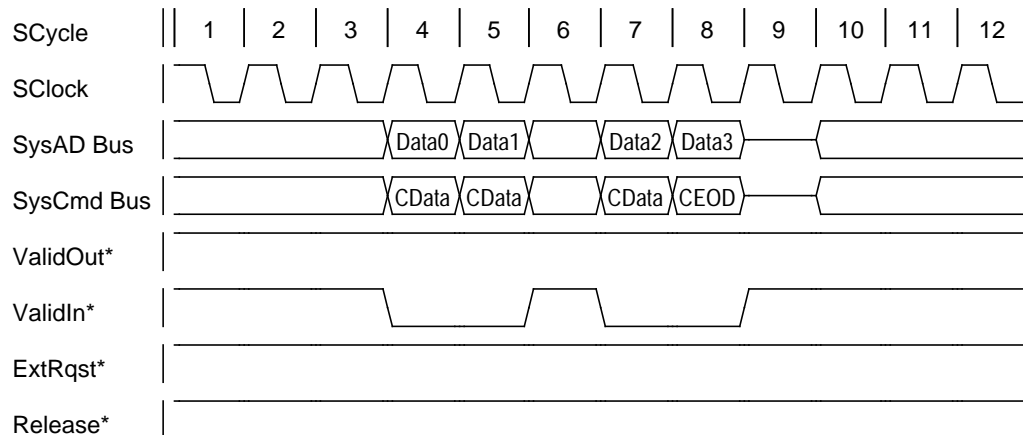 SCycle 1 2 3 4 5 6 7 8 9 10 11 12
SClock
SysAD Bus Data0 Data1 Data2 Data3
SysCmd Bus CData CData CData CEOD
ValidOut*
ValidIn*
ExtRqst*
Release*